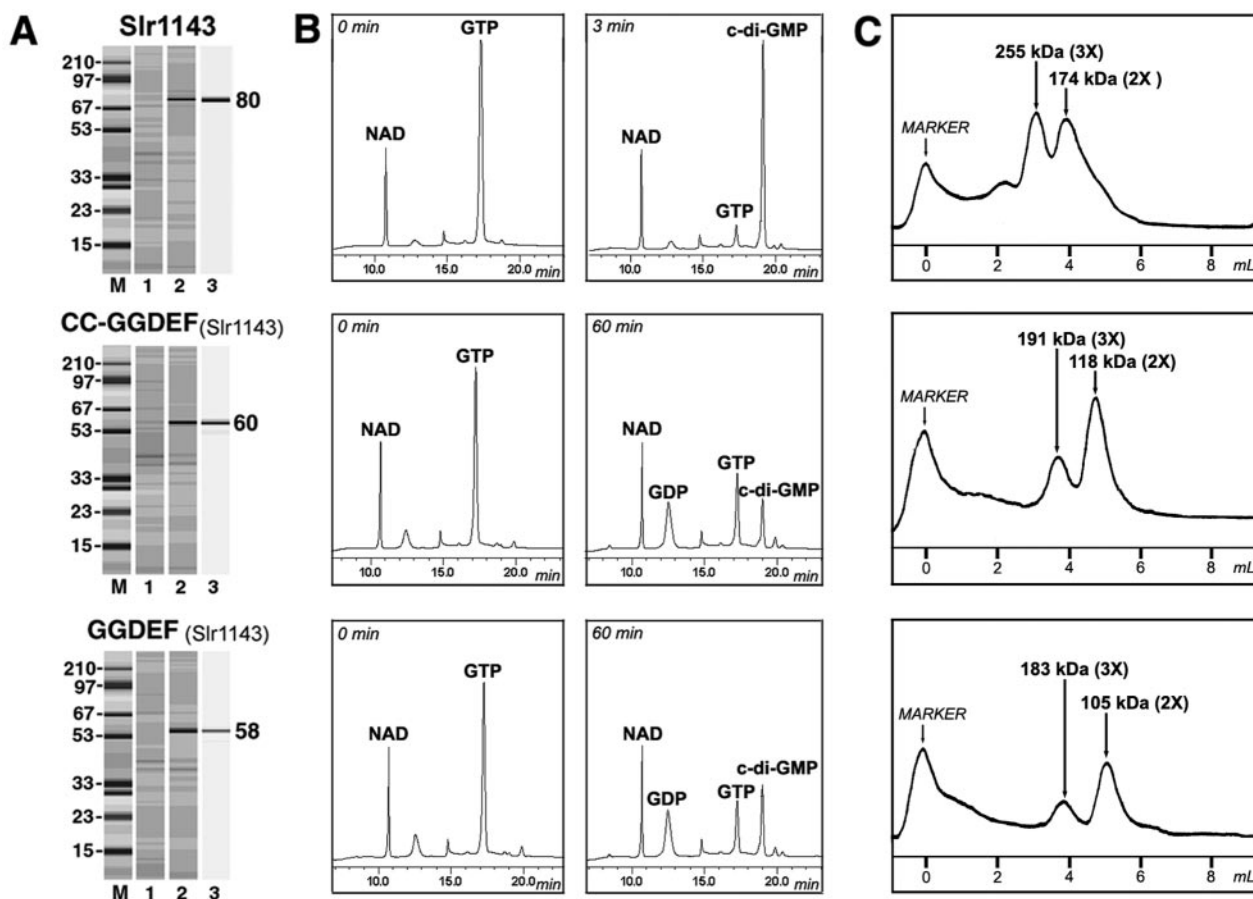 A
Slr1143
210
97
67
53
33
23
15
80
M 1 2 3
CC-GGDEF (Slr1143)
210
97
67
53
33
23
15
60
M 1 2 3
GGDEF (Slr1143)
210
97
67
53
33
23
15
58
M 1 2 3
B
0 min
GTP
NAD
10.0 15.0 20.0 min
3 min
c-di-GMP
NAD
GTP
10.0 15.0 20.0 min
0 min
GTP
NAD
10.0 15.0 20.0 min
60 min
NAD
GTP
GDP
c-di-GMP
10.0 15.0 20.0 min
0 min
GTP
NAD
10.0 15.0 20.0 min
60 min
NAD
c-di-GMP
GDP
GTP
10.0 15.0 20.0 min
C
255 kDa (3X)
174 kDa (2X )
MARKER
0 2 4 6 8 mL
191 kDa (3X)
118 kDa (2X)
MARKER
0 2 4 6 8 mL
183 kDa (3X)
105 kDa (2X)
MARKER
0 2 4 6 8 mL